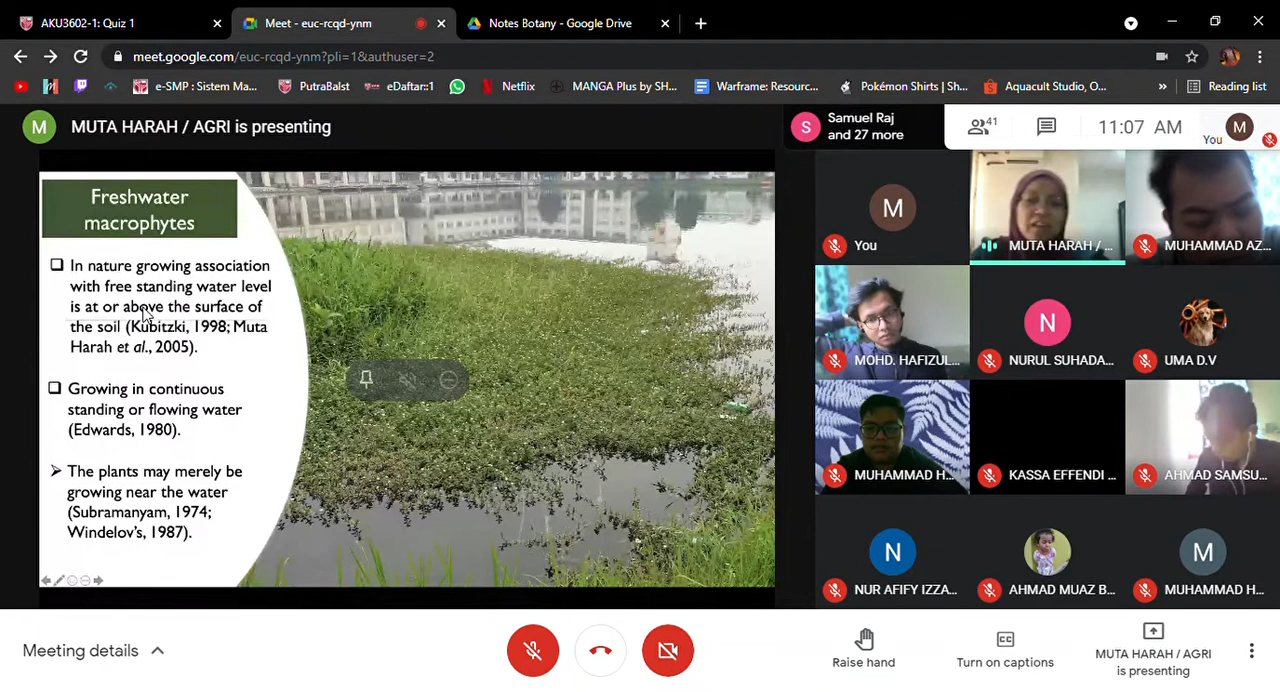 AKU3602-1: Quiz 1
Meet - euc-rcqd-ynm
Notes Botany - Google Drive
meet.google.com/euc-rcqd-ynm?pli=1&authuser=2
e-SMP : Sistem Ma...
PutraBalst
eDaftar::1
Netflix
MANGA Plus by SH...
Warframe: Resourc...
Pokémon Shirts | Sh...
Aquacult Studio, O...
»
Reading list
M
MUTA HARAH / AGRI is presenting
S
Samuel Raj
and 27 more
41
11:07 AM
You
M
Freshwater
macrophytes
In nature growing association
with free standing water level
is at or above the surface of
the soil (Kubitzki, 1998; Muta
Harah et al., 2005).
Growing in continuous
standing or flowing water
(Edwards, 1980).
The plants may merely be
growing near the water
(Subramanyam, 1974;
Windelov's, 1987).
M
You
MUTA HARAH / ...
MUHAMMAD AZ...
MOHD. HAFIZUL...
N
NURUL SUHADA...
UMA D.V
MUHAMMAD H...
KASSA EFFENDI ...
AHMAD SAMSU...
N
NUR AFIFY IZZA...
AHMAD MUAZ B...
M
MUHAMMAD H...
Meeting details
Raise hand
Turn on captions
MUTA HARAH / AGRI
is presenting